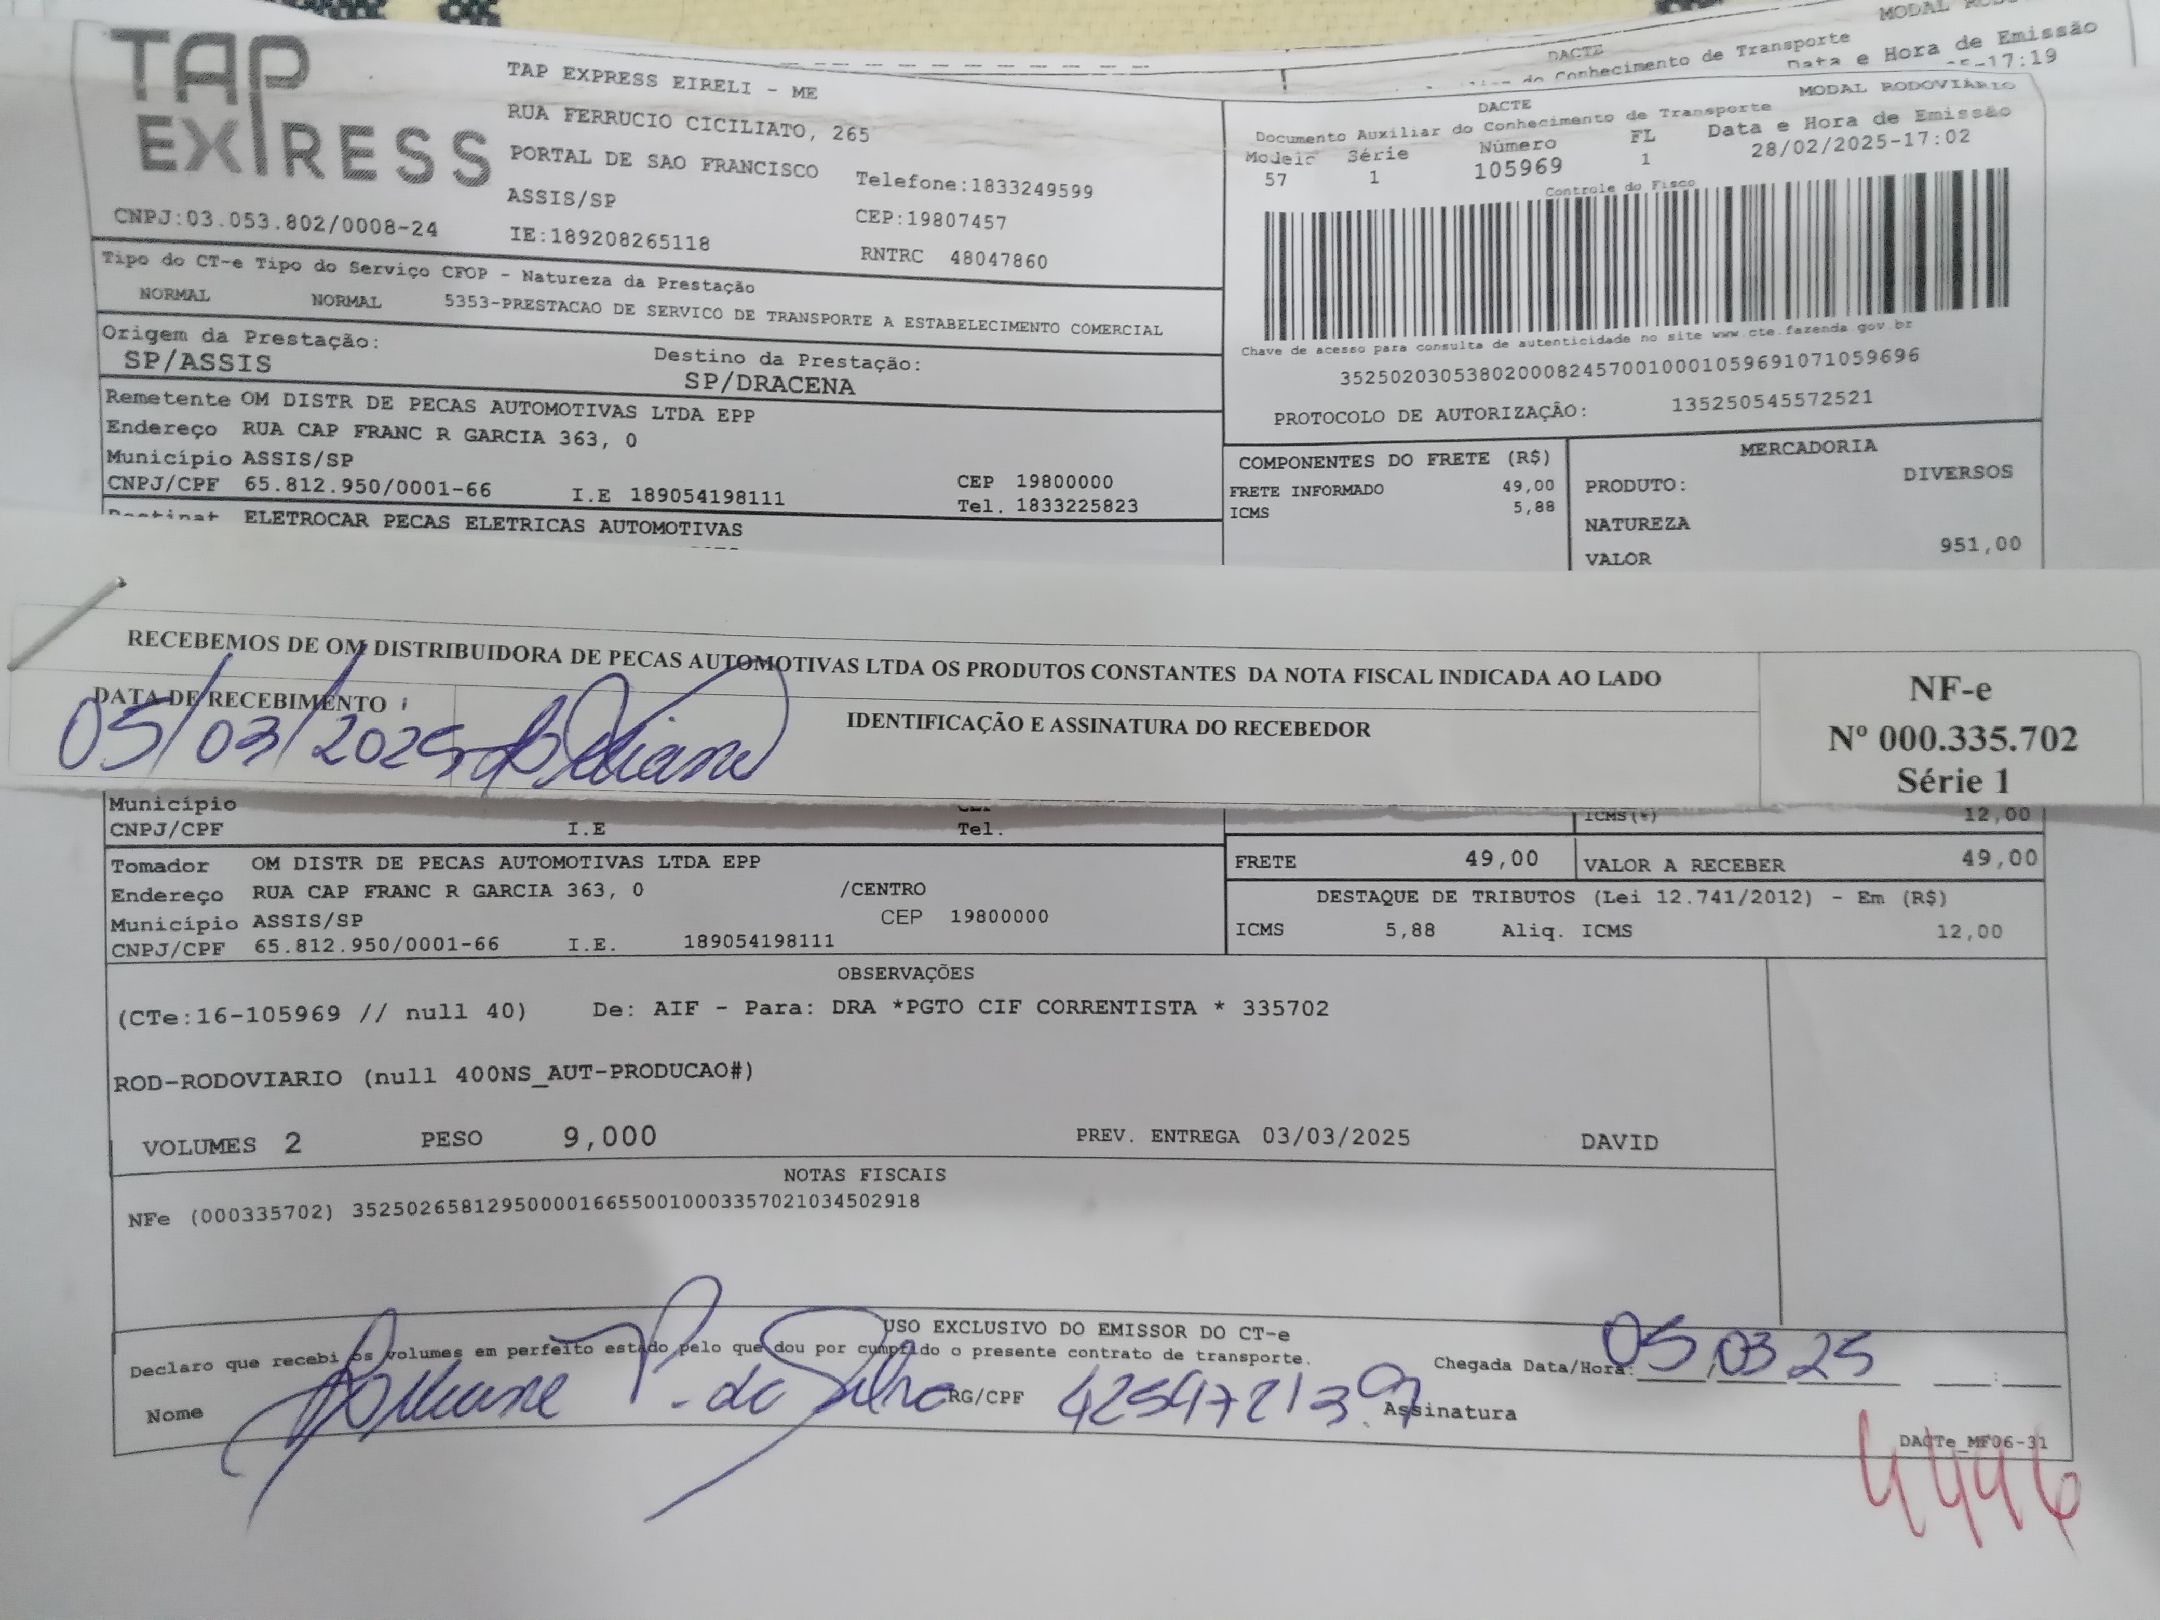 TAP EXPRESS
TAP EXPRESS EIRELI - ME
RUA FERRUCIO CICILIATO, 265
PORTAL DE SAO FRANCISCO
Telefone:1833249599
ASSIS/SP
CEP:19807457
CNPJ:03.053.802/0008-24
IE:189208265118
RNTRC 48047860
MODAL
DACTE
do Conhecimento de Transporte
Data e Hora de Emissão
-17:19
MODAL RODOVIÁRIO
DACTE
Documento Auxiliar do Conhecimento de Transporte
Modelo Série Número FL Data e Hora de Emissão
57 1 105969 1 28/02/2025-17:02
Controle do Fisco
Chave de acesso para consulta de autenticidade no site www.cte.fazenda.gov.br
35250203053802000824570010001059691071059696
PROTOCOLO DE AUTORIZAÇÃO: 135250545572521
Tipo do CT-e Tipo do Serviço CFOP - Natureza da Prestação
NORMAL NORMAL 5353-PRESTACAO DE SERVICO DE TRANSPORTE A ESTABELECIMENTO COMERCIAL
Origem da Prestação: Destino da Prestação:
SP/ASSIS SP/DRACENA
Remetente OM DISTR DE PECAS AUTOMOTIVAS LTDA EPP
Endereço RUA CAP FRANC R GARCIA 363, 0
Município ASSIS/SP CEP 19800000
CNPJ/CPF 65.812.950/0001-66 I.E 189054198111 Tel. 1833225823
Destinat ELETROCAR PECAS ELETRICAS AUTOMOTIVAS
COMPONENTES DO FRETE (R$)
FRETE INFORMADO 49,00
ICMS 5,88
MERCADORIA
PRODUTO: DIVERSOS
NATUREZA
VALOR 951,00
RECEBEMOS DE OM DISTRIBUIDORA DE PECAS AUTOMOTIVAS LTDA OS PRODUTOS CONSTANTES DA NOTA FISCAL INDICADA AO LADO
DATA DE RECEBIMENTO
05/03/2025
IDENTIFICAÇÃO E ASSINATURA DO RECEBEDOR
NF-e
Nº 000.335.702
Série 1
Município
CNPJ/CPF I.E Tel.
ICMS(*) 12,00
Tomador OM DISTR DE PECAS AUTOMOTIVAS LTDA EPP
Endereço RUA CAP FRANC R GARCIA 363, 0 /CENTRO
Município ASSIS/SP CEP 19800000
CNPJ/CPF 65.812.950/0001-66 I.E. 189054198111
FRETE 49,00 VALOR A RECEBER 49,00
DESTAQUE DE TRIBUTOS (Lei 12.741/2012) - Em (R$)
ICMS 5,88 Aliq. ICMS 12,00
OBSERVAÇÕES
(CTe:16-105969 // null 40) De: AIF - Para: DRA *PGTO CIF CORRENTISTA * 335702
ROD-RODOVIARIO (null 400NS_AUT-PRODUCAO#)
VOLUMES 2 PESO 9,000 PREV. ENTREGA 03/03/2025 DAVID
NOTAS FISCAIS
NFe (000335702) 35250265812950000166550010003357021034502918
USO EXCLUSIVO DO EMISSOR DO CT-e
Declaro que recebi os volumes em perfeito estado pelo que dou por cumprido o presente contrato de transporte.
Chegada Data/Hora: 05 03 25
Nome P. da Silva RG/CPF 425472139 Assinatura
DACTe_MF06-31
4446